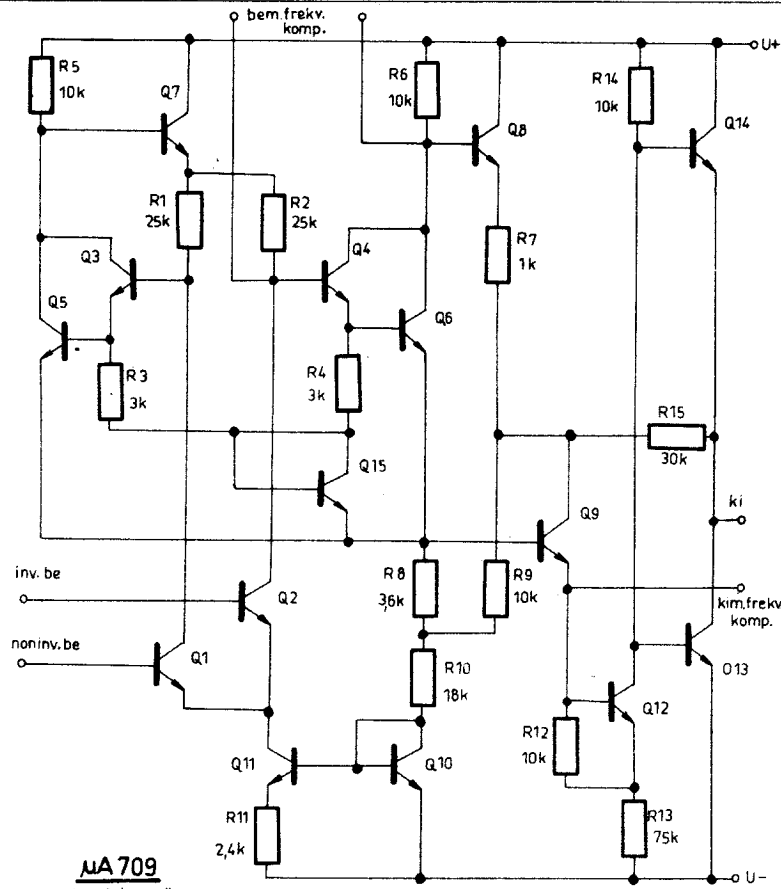 bem.frekv.
komp.
U+
R5
10k
Q7
R6
10k
Q8
R14
10k
Q14
R1
25k
R2
25k
Q3
Q4
R7
1k
Q5
Q6
R3
3k
R4
3k
R15
30k
Q15
Q9
ki
inv. be
Q2
R8
3,6k
R9
10k
kim.frekv.
komp.
noninv.be
Q1
R10
18k
Q13
Q12
R12
10k
Q11
Q10
R11
2,4k
R13
75k
U-
µA 709